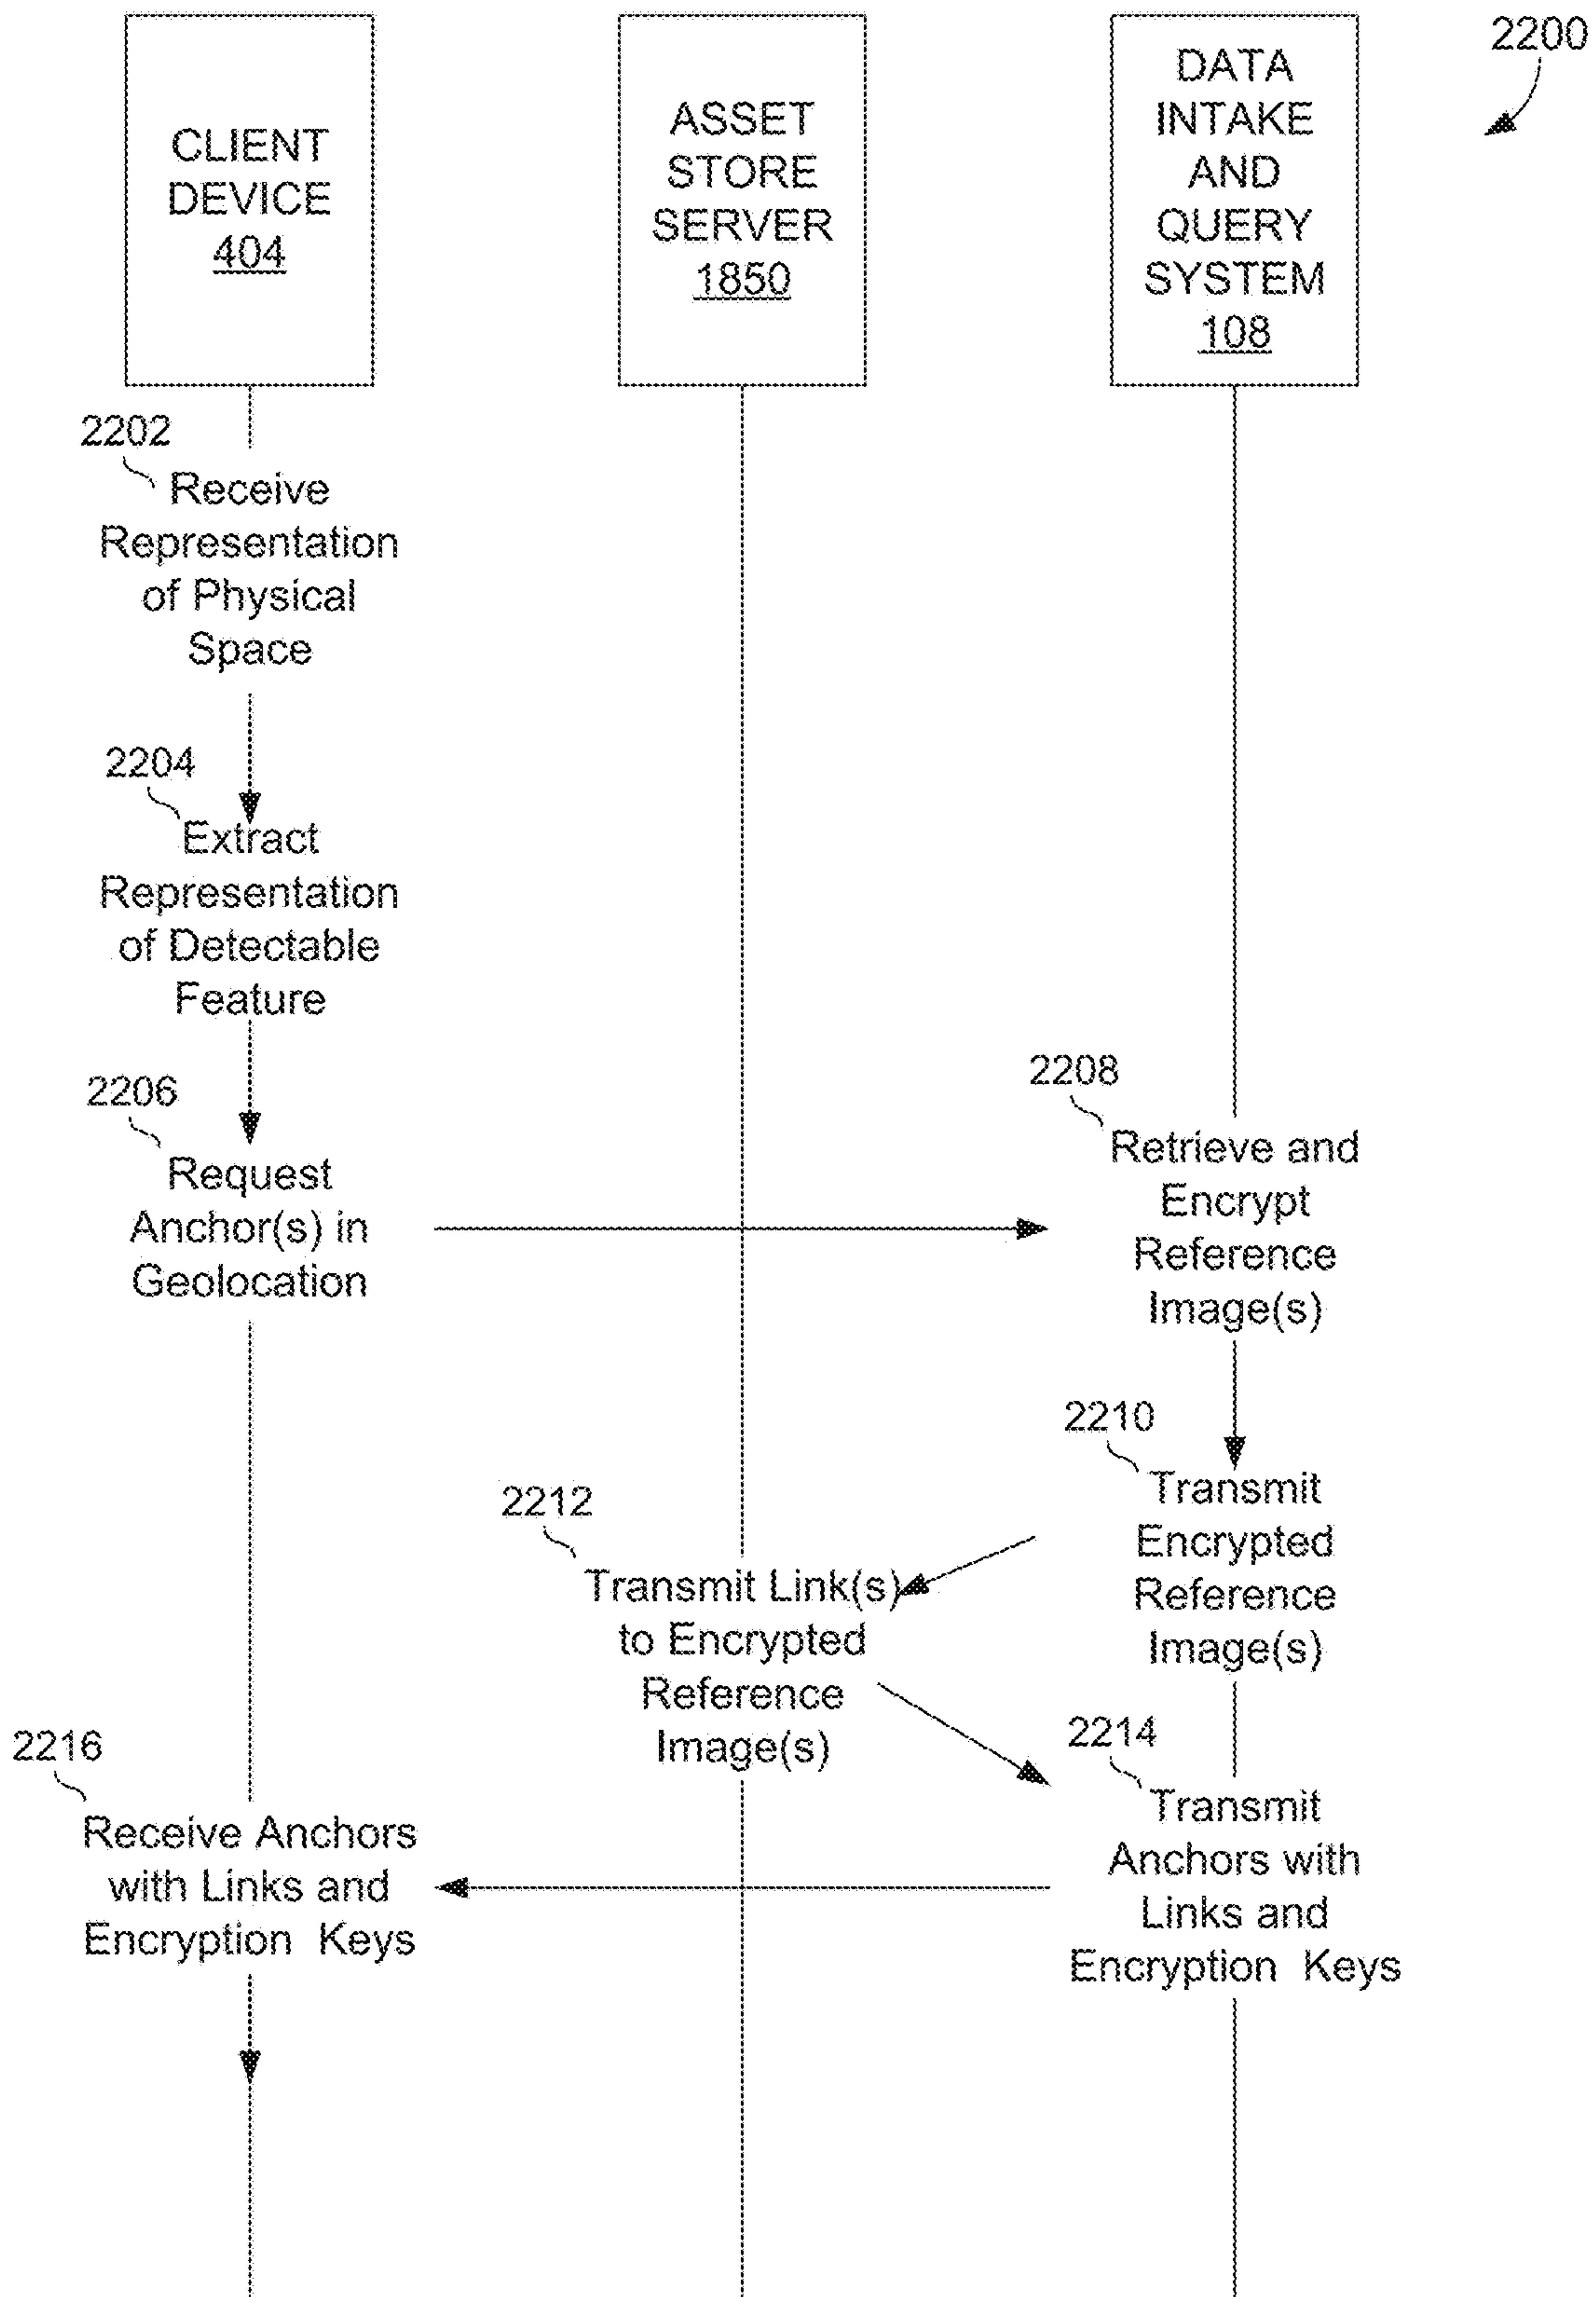 2200
CLIENT
DEVICE
404
ASSET
STORE
SERVER
1850
DATA
INTAKE
AND
QUERY
SYSTEM
108
2202
Receive
Representation
of Physical
Space
2204
Extract
Representation
of Detectable
Feature
2206
Request
Anchor(s) in
Geolocation
2208
Retrieve and
Encrypt
Reference
Image(s)
2210
Transmit
Encrypted
Reference
Image(s)
2212
Transmit Link(s)
to Encrypted
Reference
Image(s)
2214
Transmit
Anchors with
Links and
Encryption Keys
2216
Receive Anchors
with Links and
Encryption Keys